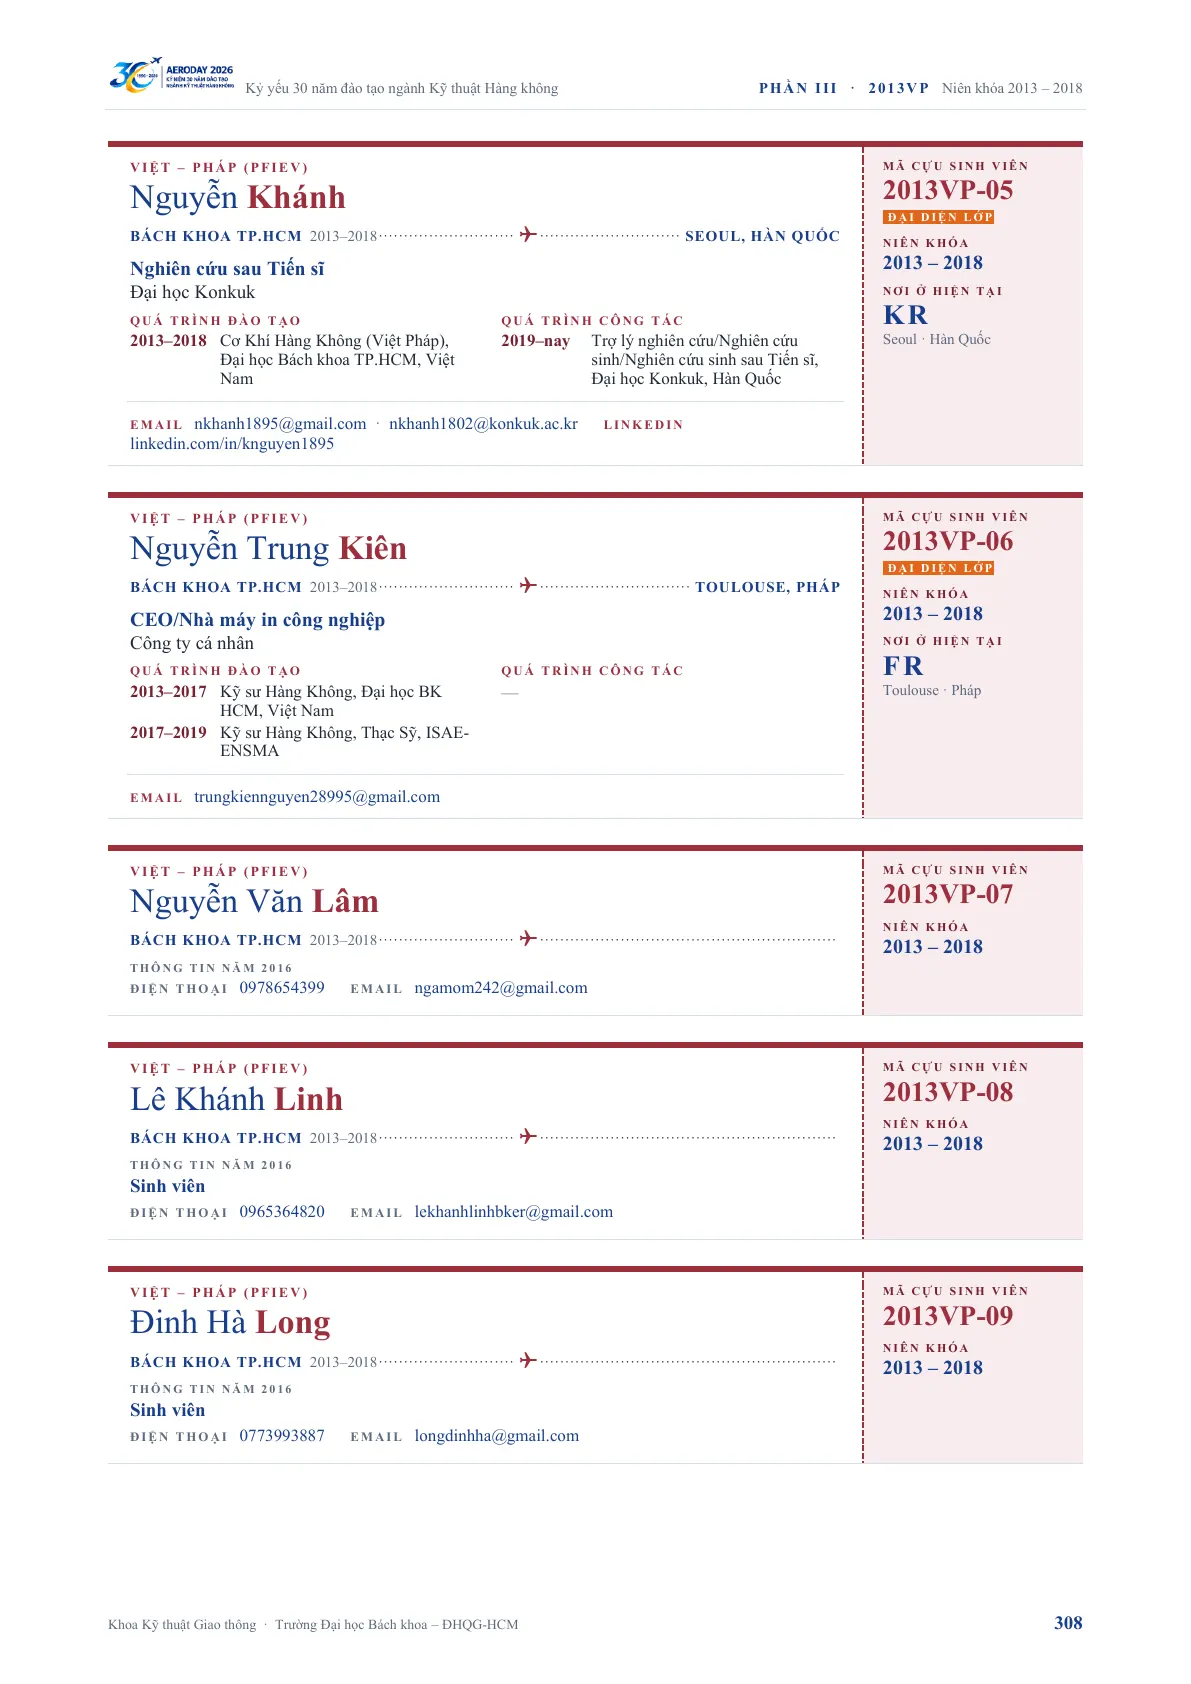 30 1996 - 2026 AERODAY 2026
KỶ NIỆM 30 NĂM ĐÀO TẠO
NGÀNH KỸ THUẬT HÀNG KHÔNG
Kỷ yếu 30 năm đào tạo ngành Kỹ thuật Hàng không
PHẦN III · 2013VP Niên khóa 2013 – 2018
VIỆT – PHÁP (PFIEV)
Nguyễn Khánh
BÁCH KHOA TP.HCM 2013–2018 SEOUL, HÀN QUỐC
Nghiên cứu sau Tiến sĩ
Đại học Konkuk
QUÁ TRÌNH ĐÀO TẠO
2013–2018 Cơ Khí Hàng Không (Việt Pháp),
Đại học Bách khoa TP.HCM, Việt
Nam
QUÁ TRÌNH CÔNG TÁC
2019–nay Trợ lý nghiên cứu/Nghiên cứu
sinh/Nghiên cứu sinh sau Tiến sĩ,
Đại học Konkuk, Hàn Quốc
EMAIL nkhanh1895@gmail.com · nkhanh1802@konkuk.ac.kr LINKEDIN
linkedin.com/in/knguyen1895
MÃ CỰU SINH VIÊN
2013VP-05
ĐẠI DIỆN LỚP
NIÊN KHÓA
2013 – 2018
NƠI Ở HIỆN TẠI
KR
Seoul · Hàn Quốc
VIỆT – PHÁP (PFIEV)
Nguyễn Trung Kiên
BÁCH KHOA TP.HCM 2013–2018 TOULOUSE, PHÁP
CEO/Nhà máy in công nghiệp
Công ty cá nhân
QUÁ TRÌNH ĐÀO TẠO
2013–2017 Kỹ sư Hàng Không, Đại học BK
HCM, Việt Nam
2017–2019 Kỹ sư Hàng Không, Thạc Sỹ, ISAE-
ENSMA
QUÁ TRÌNH CÔNG TÁC
—
EMAIL trungkiennguyen28995@gmail.com
MÃ CỰU SINH VIÊN
2013VP-06
ĐẠI DIỆN LỚP
NIÊN KHÓA
2013 – 2018
NƠI Ở HIỆN TẠI
FR
Toulouse · Pháp
VIỆT – PHÁP (PFIEV)
Nguyễn Văn Lâm
BÁCH KHOA TP.HCM 2013–2018
THÔNG TIN NĂM 2016
ĐIỆN THOẠI 0978654399 EMAIL ngamom242@gmail.com
MÃ CỰU SINH VIÊN
2013VP-07
NIÊN KHÓA
2013 – 2018
VIỆT – PHÁP (PFIEV)
Lê Khánh Linh
BÁCH KHOA TP.HCM 2013–2018
THÔNG TIN NĂM 2016
Sinh viên
ĐIỆN THOẠI 0965364820 EMAIL lekhanhlinhbker@gmail.com
MÃ CỰU SINH VIÊN
2013VP-08
NIÊN KHÓA
2013 – 2018
VIỆT – PHÁP (PFIEV)
Đinh Hà Long
BÁCH KHOA TP.HCM 2013–2018
THÔNG TIN NĂM 2016
Sinh viên
ĐIỆN THOẠI 0773993887 EMAIL longdinhha@gmail.com
MÃ CỰU SINH VIÊN
2013VP-09
NIÊN KHÓA
2013 – 2018
Khoa Kỹ thuật Giao thông · Trường Đại học Bách khoa – ĐHQG-HCM
308